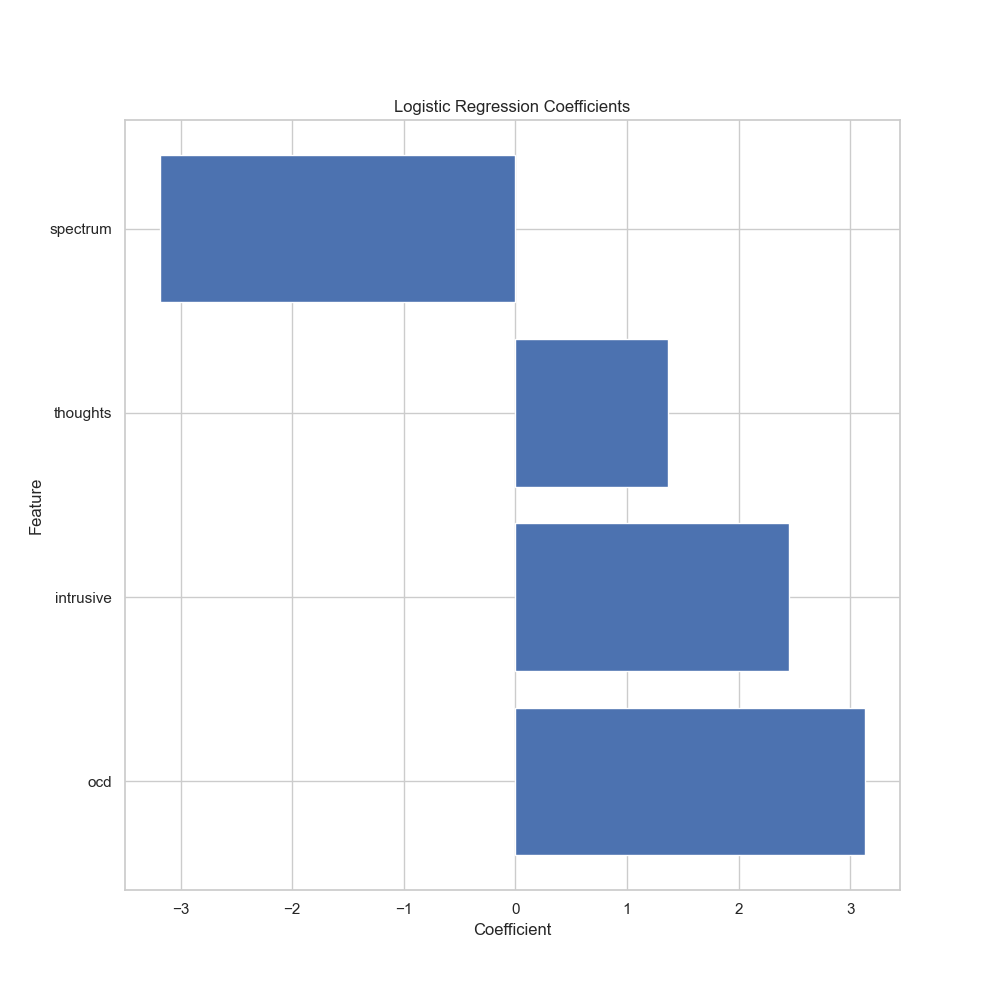 Logistic Regression Coefficients
spectrum
thoughts
intrusive
ocd
Feature
−3 −2 −1 0 1 2 3
Coefficient